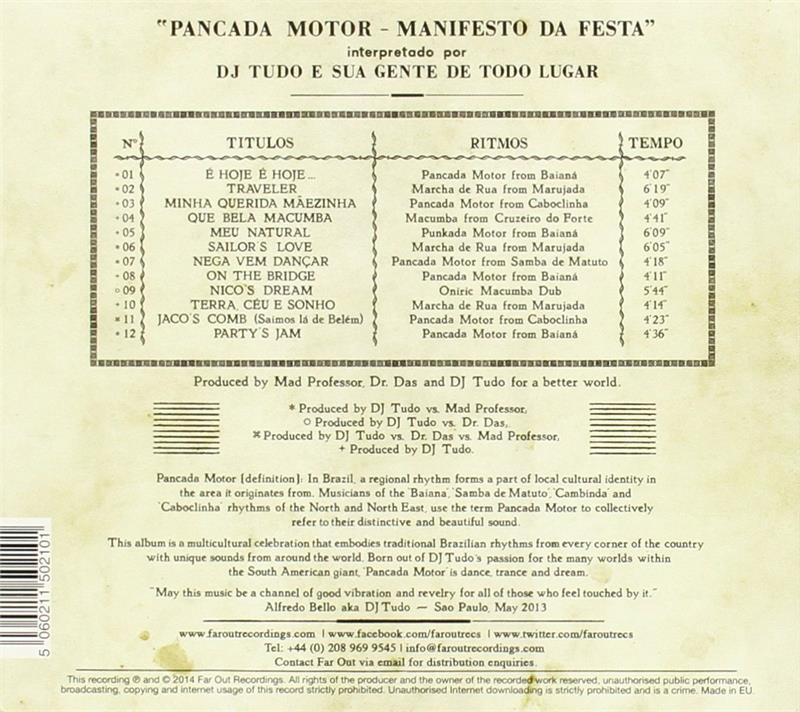 "PANCADA MOTOR – MANIFESTO DA FESTA"
interpretado por
DJ TUDO E SUA GENTE DE TODO LUGAR
Nº TITULOS RITMOS TEMPO
* 01 É HOJE É HOJE... Pancada Motor from Baianá 4'07"
* 02 TRAVELER Marcha de Rua from Marujada 6'19"
* 03 MINHA QUERIDA MÃEZINHA Pancada Motor from Caboclinha 4'09"
+ 04 QUE BELA MACUMBA Macumba from Cruzeiro do Forte 4'41"
* 05 MEU NATURAL Punkada Motor from Baianá 6'09"
* 06 SAILOR'S LOVE Marcha de Rua from Marujada 6'05"
* 07 NEGA VEM DANÇAR Pancada Motor from Samba de Matuto 4'18"
+ 08 ON THE BRIDGE Pancada Motor from Baianá 4'11"
○ 09 NICO'S DREAM Oniric Macumba Dub 5'44"
+ 10 TERRA, CÉU E SONHO Marcha de Rua from Marujada 4'14"
※ 11 JACO'S COMB (Saimos lá de Belém) Pancada Motor from Caboclinha 4'23"
+ 12 PARTY'S JAM Pancada Motor from Baianá 4'36"
Produced by Mad Professor, Dr. Das and DJ Tudo for a better world.
* Produced by DJ Tudo vs. Mad Professor,
○ Produced by DJ Tudo vs. Dr. Das,
※ Produced by DJ Tudo vs. Dr. Das vs. Mad Professor,
+ Produced by DJ Tudo.
Pancada Motor [definition]: In Brazil, a regional rhythm forms a part of local cultural identity in
the area it originates from. Musicians of the 'Baiana', 'Samba de Matuto', 'Cambinda' and
'Caboclinha' rhythms of the North and North East, use the term Pancada Motor to collectively
refer to their distinctive and beautiful sound.
This album is a multicultural celebration that embodies traditional Brazilian rhythms from every corner of the country
with unique sounds from around the world. Born out of DJ Tudo's passion for the many worlds within
the South American giant, 'Pancada Motor' is dance, trance and dream.
"May this music be a channel of good vibration and revelry for all of those who feel touched by it."
Alfredo Bello aka DJ Tudo — Sao Paulo, May 2013
www.faroutrecordings.com | www.facebook.com/faroutrecs | www.twitter.com/faroutrecs
Tel: +44 (0) 208 969 9545 | info@faroutrecordings.com
Contact Far Out via email for distribution enquiries.
This recording ℗ and © 2014 Far Out Recordings. All rights of the producer and the owner of the recorded work reserved, unauthorised public performance,
broadcasting, copying and internet usage of this record strictly prohibited. Unauthorised Internet downloading is strictly prohibited and is a crime. Made in EU.
5 060211 502101